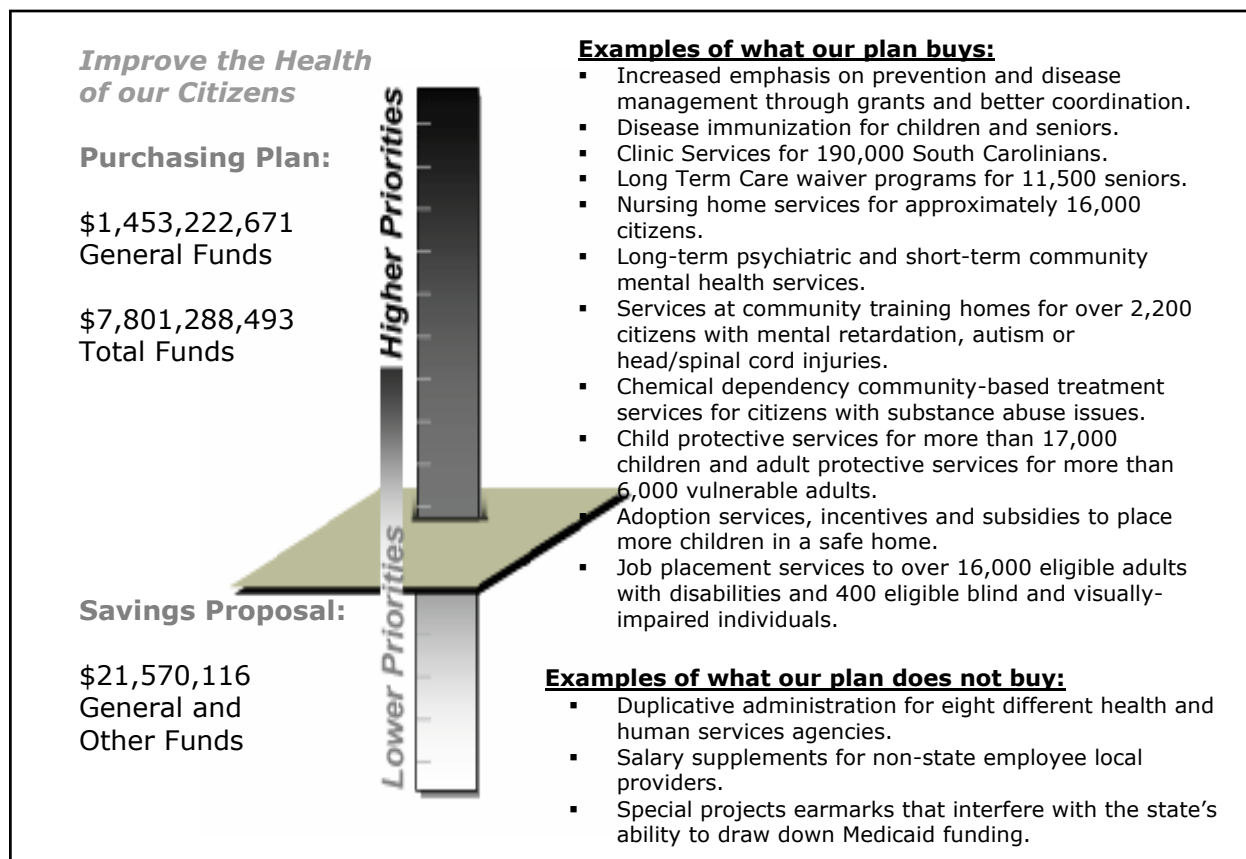 Improve the Health
of our Citizens
Purchasing Plan:
$1,453,222,671
General Funds
$7,801,288,493
Total Funds
Savings Proposal:
$21,570,116
General and
Other Funds
Higher Priorities
Lower Priorities
Examples of what our plan buys:
▪ Increased emphasis on prevention and disease
management through grants and better coordination.
▪ Disease immunization for children and seniors.
▪ Clinic Services for 190,000 South Carolinians.
▪ Long Term Care waiver programs for 11,500 seniors.
▪ Nursing home services for approximately 16,000
citizens.
▪ Long-term psychiatric and short-term community
mental health services.
▪ Services at community training homes for over 2,200
citizens with mental retardation, autism or
head/spinal cord injuries.
▪ Chemical dependency community-based treatment
services for citizens with substance abuse issues.
▪ Child protective services for more than 17,000
children and adult protective services for more than
6,000 vulnerable adults.
▪ Adoption services, incentives and subsidies to place
more children in a safe home.
▪ Job placement services to over 16,000 eligible adults
with disabilities and 400 eligible blind and visually-
impaired individuals.
Examples of what our plan does not buy:
▪ Duplicative administration for eight different health and
human services agencies.
▪ Salary supplements for non-state employee local
providers.
▪ Special projects earmarks that interfere with the state’s
ability to draw down Medicaid funding.